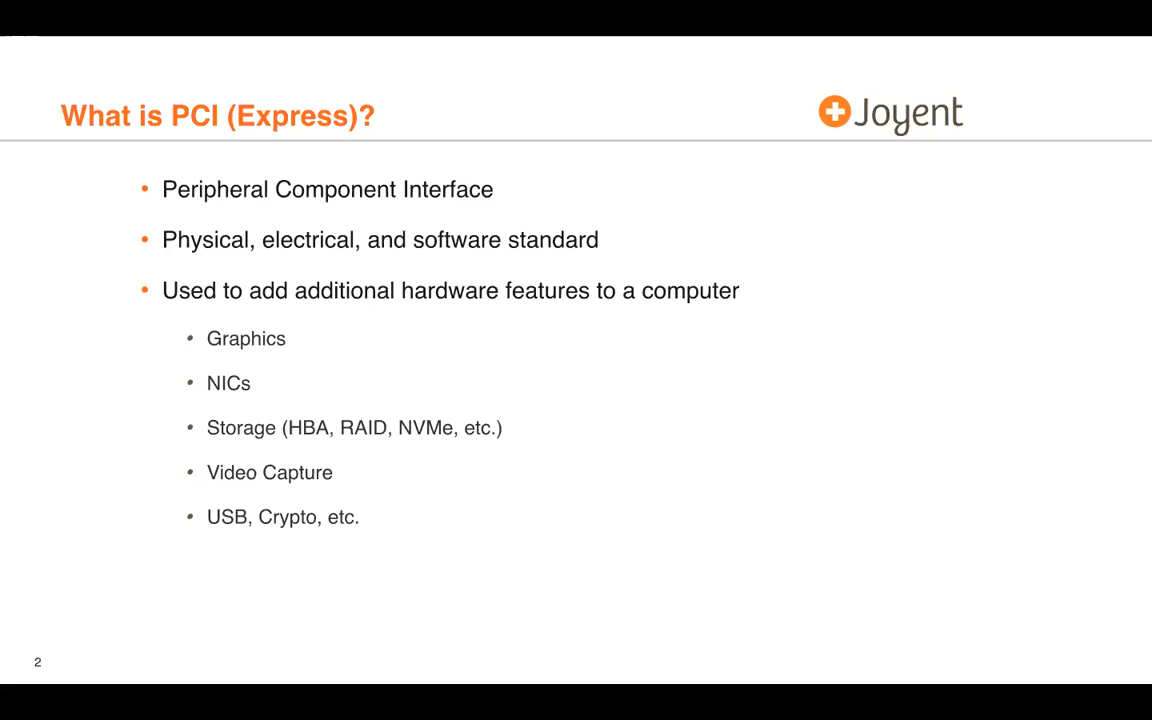 What is PCI (Express)?
Joyent
• Peripheral Component Interface
• Physical, electrical, and software standard
• Used to add additional hardware features to a computer
• Graphics
• NICs
• Storage (HBA, RAID, NVMe, etc.)
• Video Capture
• USB, Crypto, etc.
2